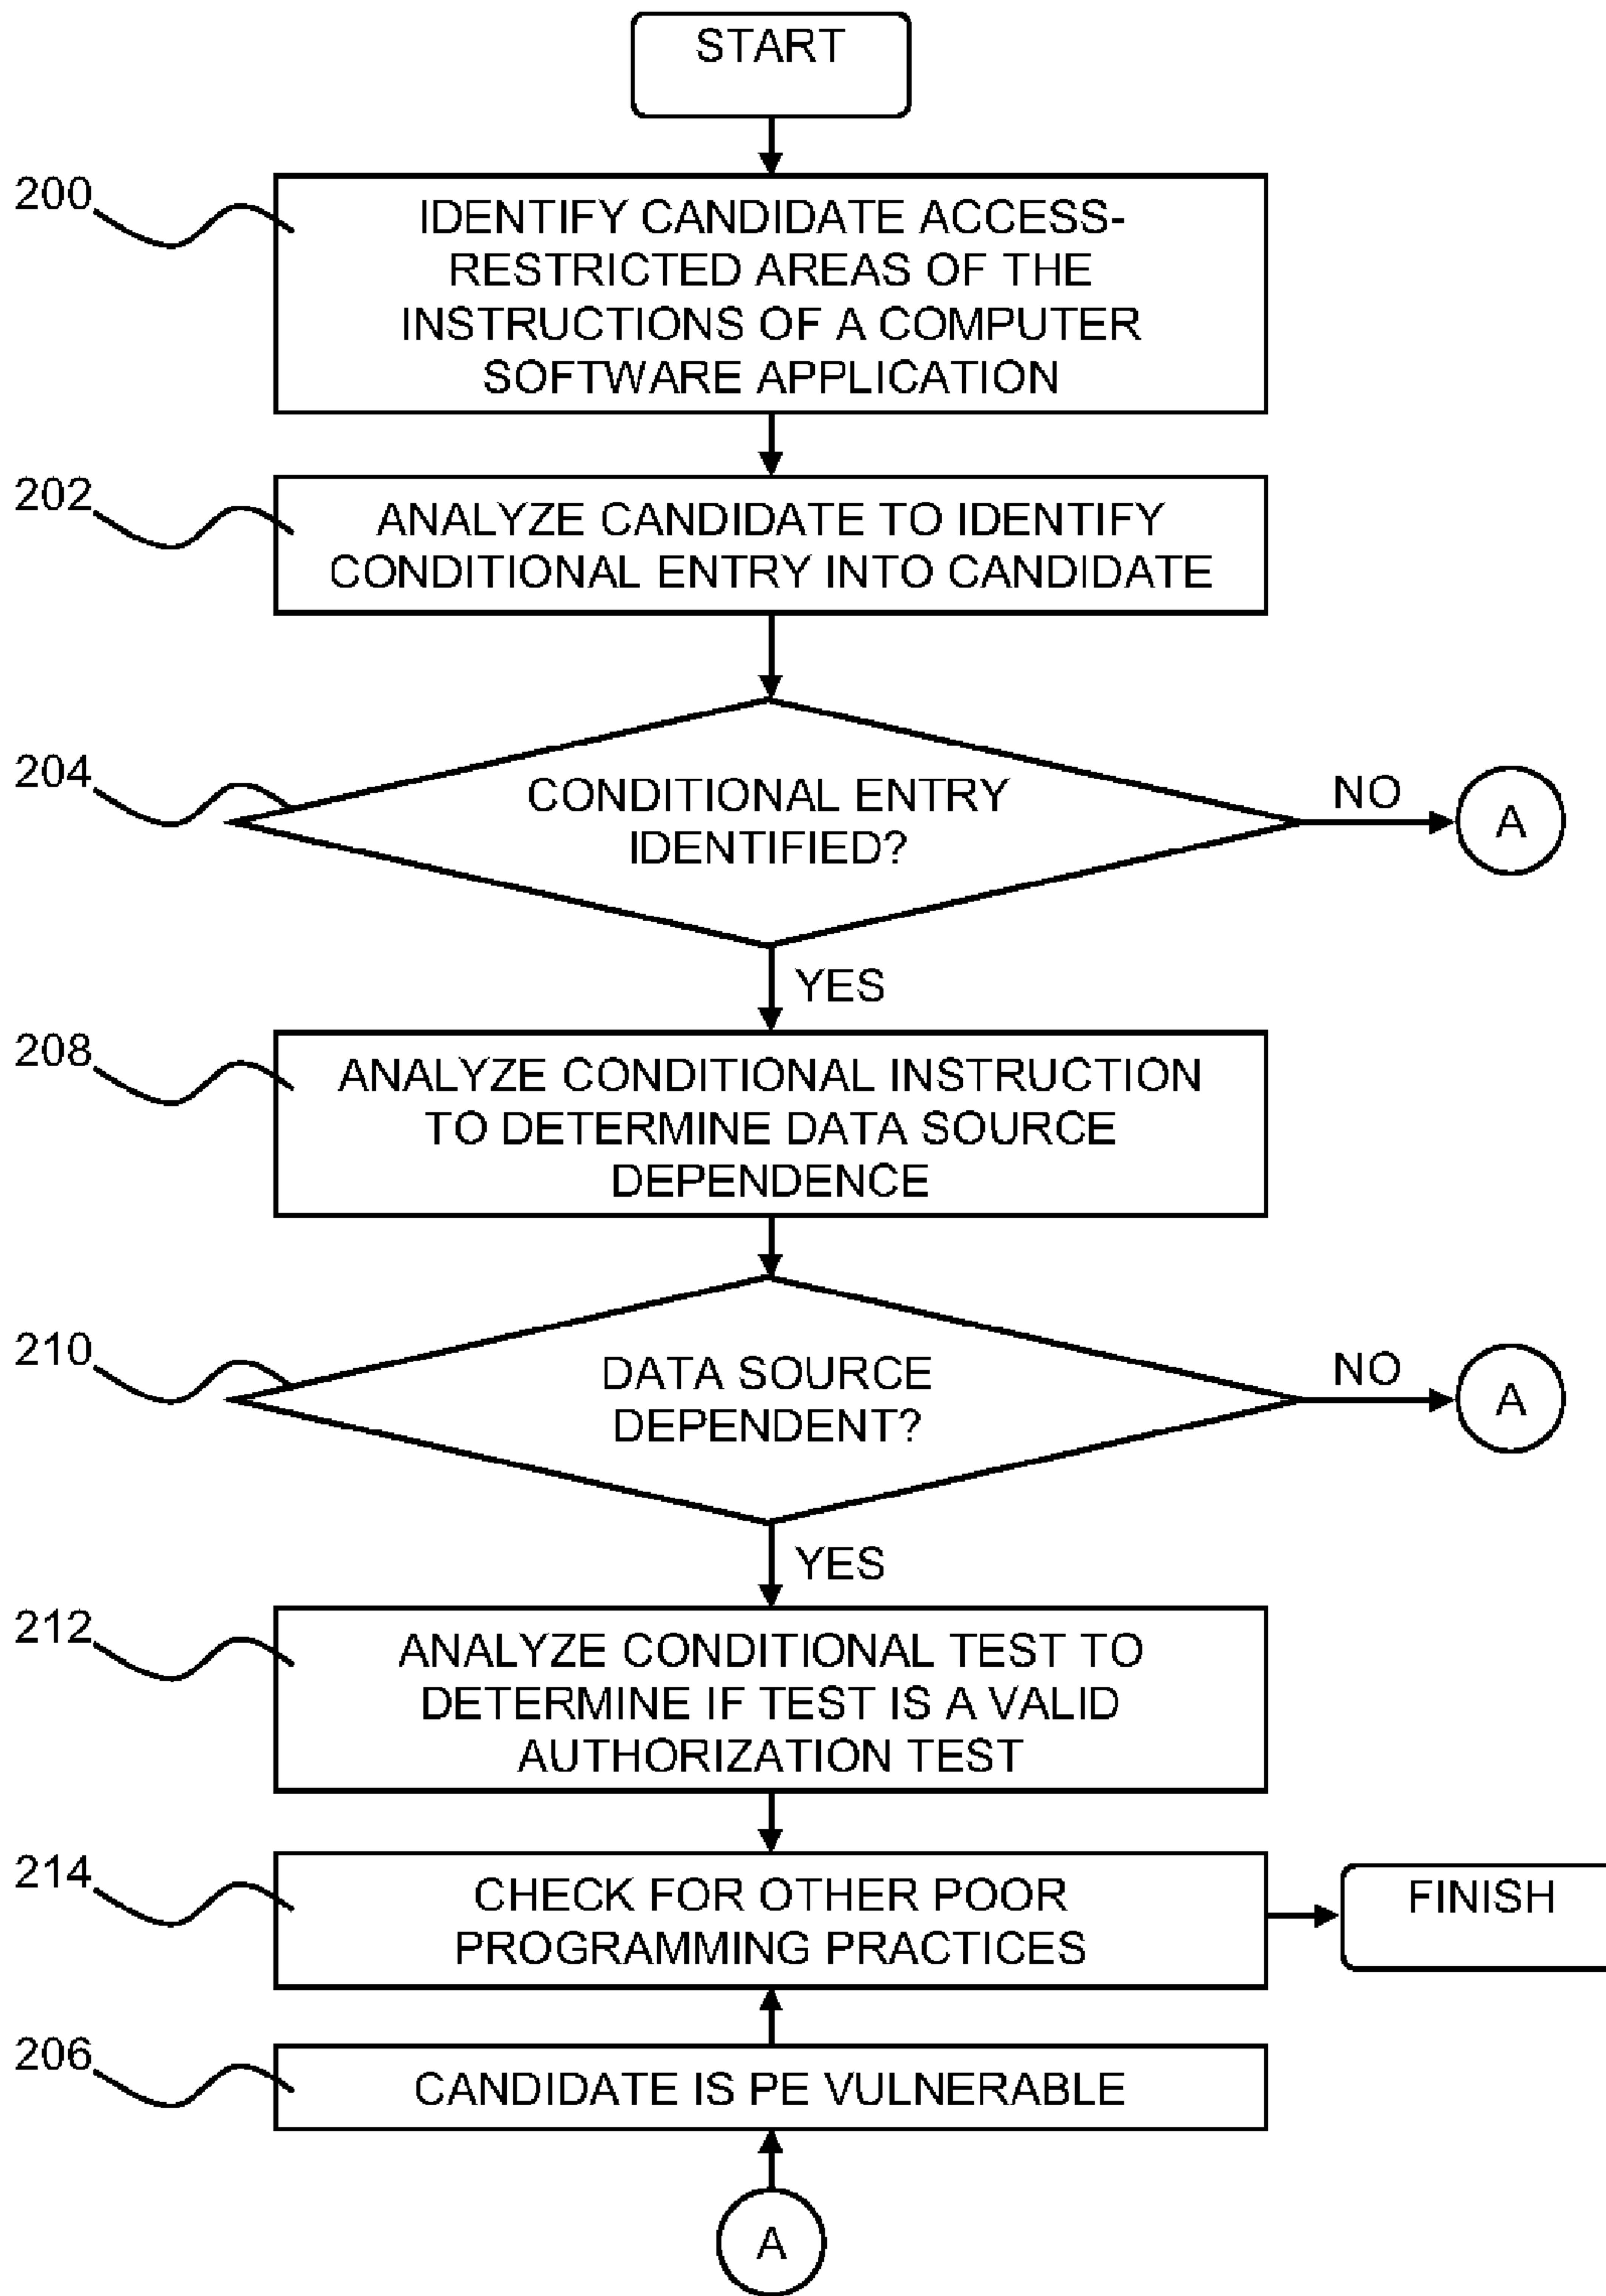 START
200
IDENTIFY CANDIDATE ACCESS-
RESTRICTED AREAS OF THE
INSTRUCTIONS OF A COMPUTER
SOFTWARE APPLICATION
202
ANALYZE CANDIDATE TO IDENTIFY
CONDITIONAL ENTRY INTO CANDIDATE
204
CONDITIONAL ENTRY
IDENTIFIED?
NO
A
YES
208
ANALYZE CONDITIONAL INSTRUCTION
TO DETERMINE DATA SOURCE
DEPENDENCE
210
DATA SOURCE
DEPENDENT?
NO
A
YES
212
ANALYZE CONDITIONAL TEST TO
DETERMINE IF TEST IS A VALID
AUTHORIZATION TEST
214
CHECK FOR OTHER POOR
PROGRAMMING PRACTICES
FINISH
206
CANDIDATE IS PE VULNERABLE
A